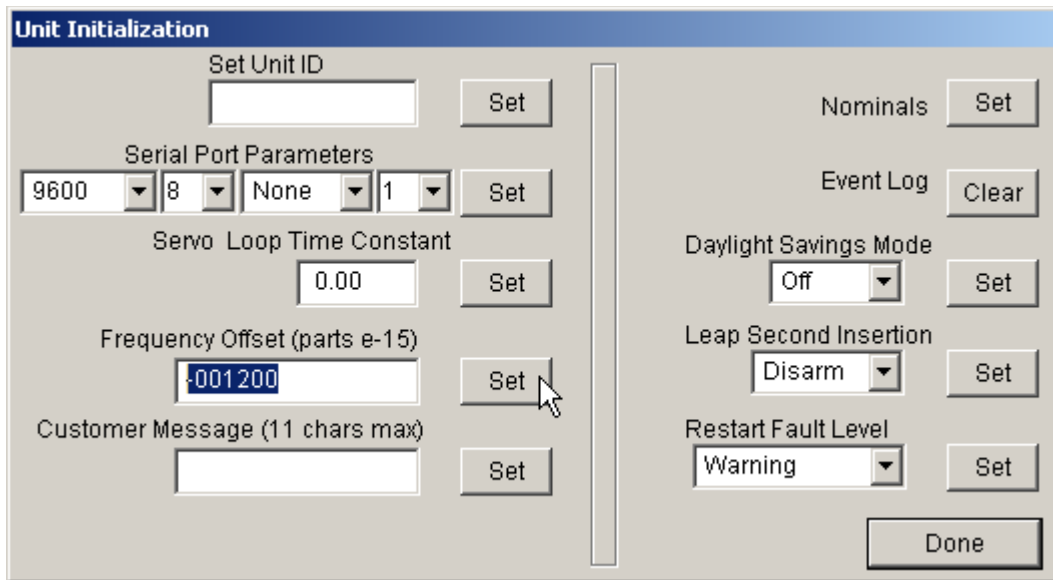 Unit Initialization
Set Unit ID
Set
Serial Port Parameters
9600 8 None 1 Set
Servo Loop Time Constant
0.00 Set
Frequency Offset (parts e-15)
-001200 Set
Customer Message (11 chars max)
Set
Nominals Set
Event Log Clear
Daylight Savings Mode
Off Set
Leap Second Insertion
Disarm Set
Restart Fault Level
Warning Set
Done